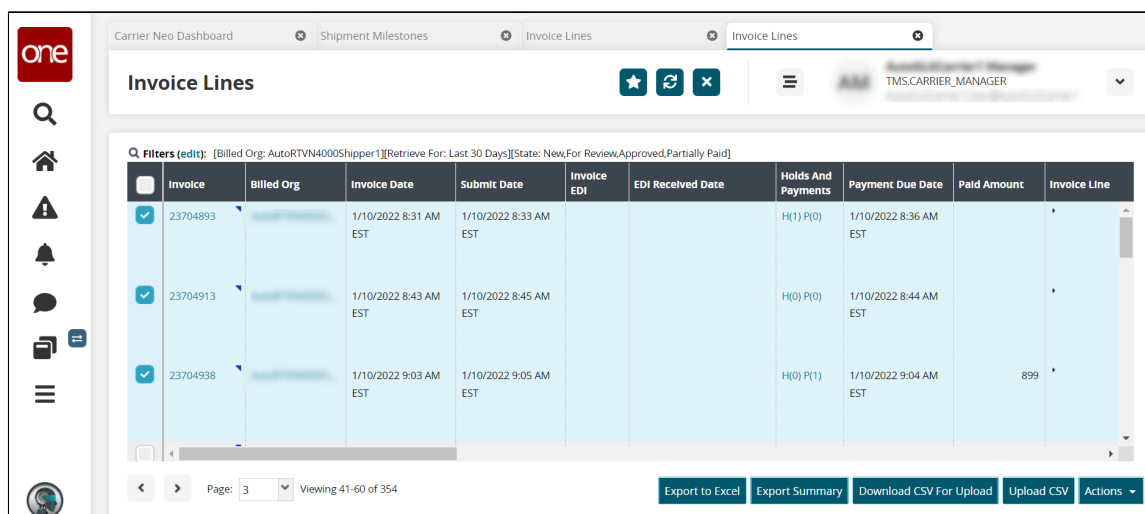 one
Carrier Neo Dashboard Shipment Milestones Invoice Lines Invoice Lines
Invoice Lines
TMS.CARRIER_MANAGER
Filters (edit): [Billed Org: AutoRTVN4000Shipper1][Retrieve For: Last 30 Days][State: New,For Review,Approved,Partially Paid]
Invoice Billed Org Invoice Date Submit Date Invoice EDI EDI Received Date Holds And Payments Payment Due Date Paid Amount Invoice Line
23704893 1/10/2022 8:31 AM 1/10/2022 8:33 AM H(1) P(0) 1/10/2022 8:36 AM
EST EST EST
23704913 1/10/2022 8:43 AM 1/10/2022 8:45 AM H(0) P(0) 1/10/2022 8:44 AM
EST EST EST
23704938 1/10/2022 9:03 AM 1/10/2022 9:05 AM H(0) P(1) 1/10/2022 9:04 AM 899
EST EST EST
Page: 3 Viewing 41-60 of 354 Export to Excel Export Summary Download CSV For Upload Upload CSV Actions